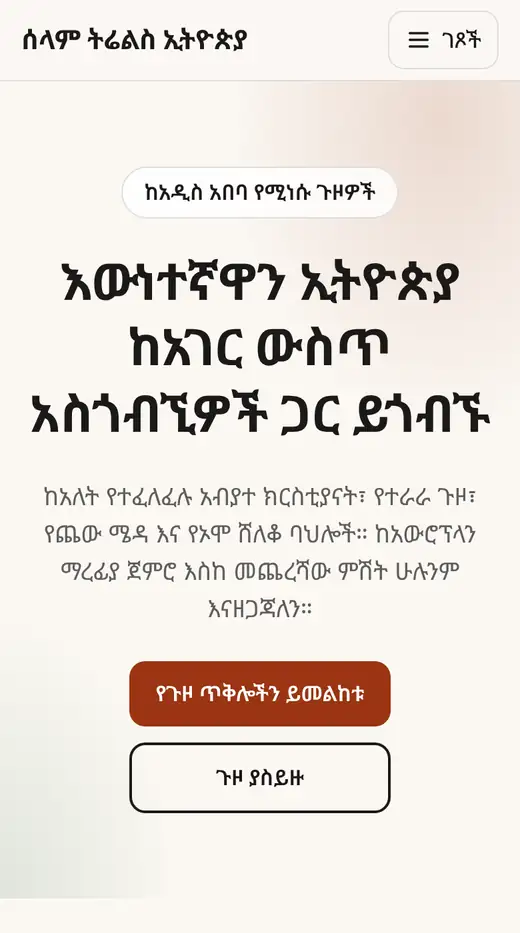 ሰላም ትሬልስ ኢትዮጵያ
ገጾች
ከአዲስ አበባ የሚነሱ ጉዞዎች
እውነተኛዋን ኢትዮጵያ
ከአገር ውስጥ
አስጎብኚዎች ጋር ይጎብኙ
ከአለት የተፈለፈሉ አብያተ ክርስቲያናት፣ የተራራ ጉዞ፣
የጨው ሜዳ እና የኦሞ ሸለቆ ባህሎች። ከአውሮፕላን
ማረፊያ ጀምሮ እስከ መጨረሻው ምሽት ሁሉንም
እናዘጋጃለን።
የጉዞ ጥቅሎችን ይመልከቱ
ጉዞ ያስይዙ